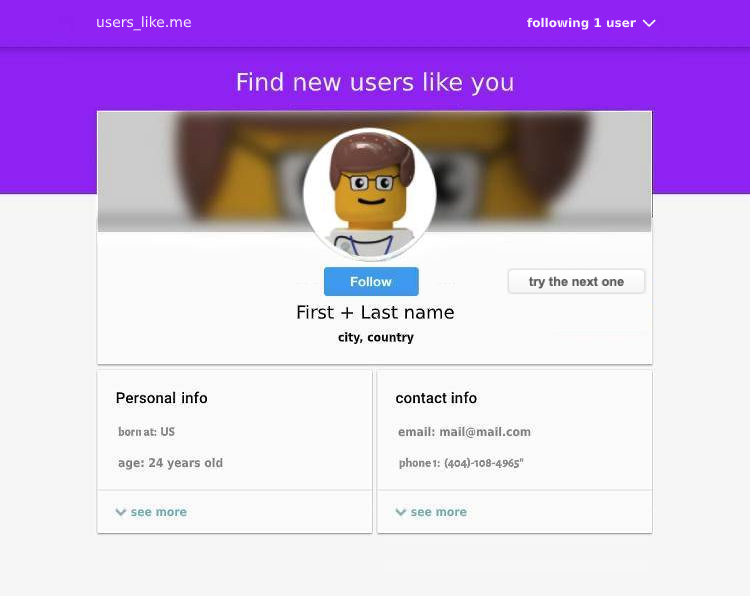 users_like.me
following 1 user
Find new users like you
Follow
try the next one
First + Last name
city, country
Personal info
born at: US
age: 24 years old
see more
contact info
email: mail@mail.com
phone 1: (404)-108-4965"
see more